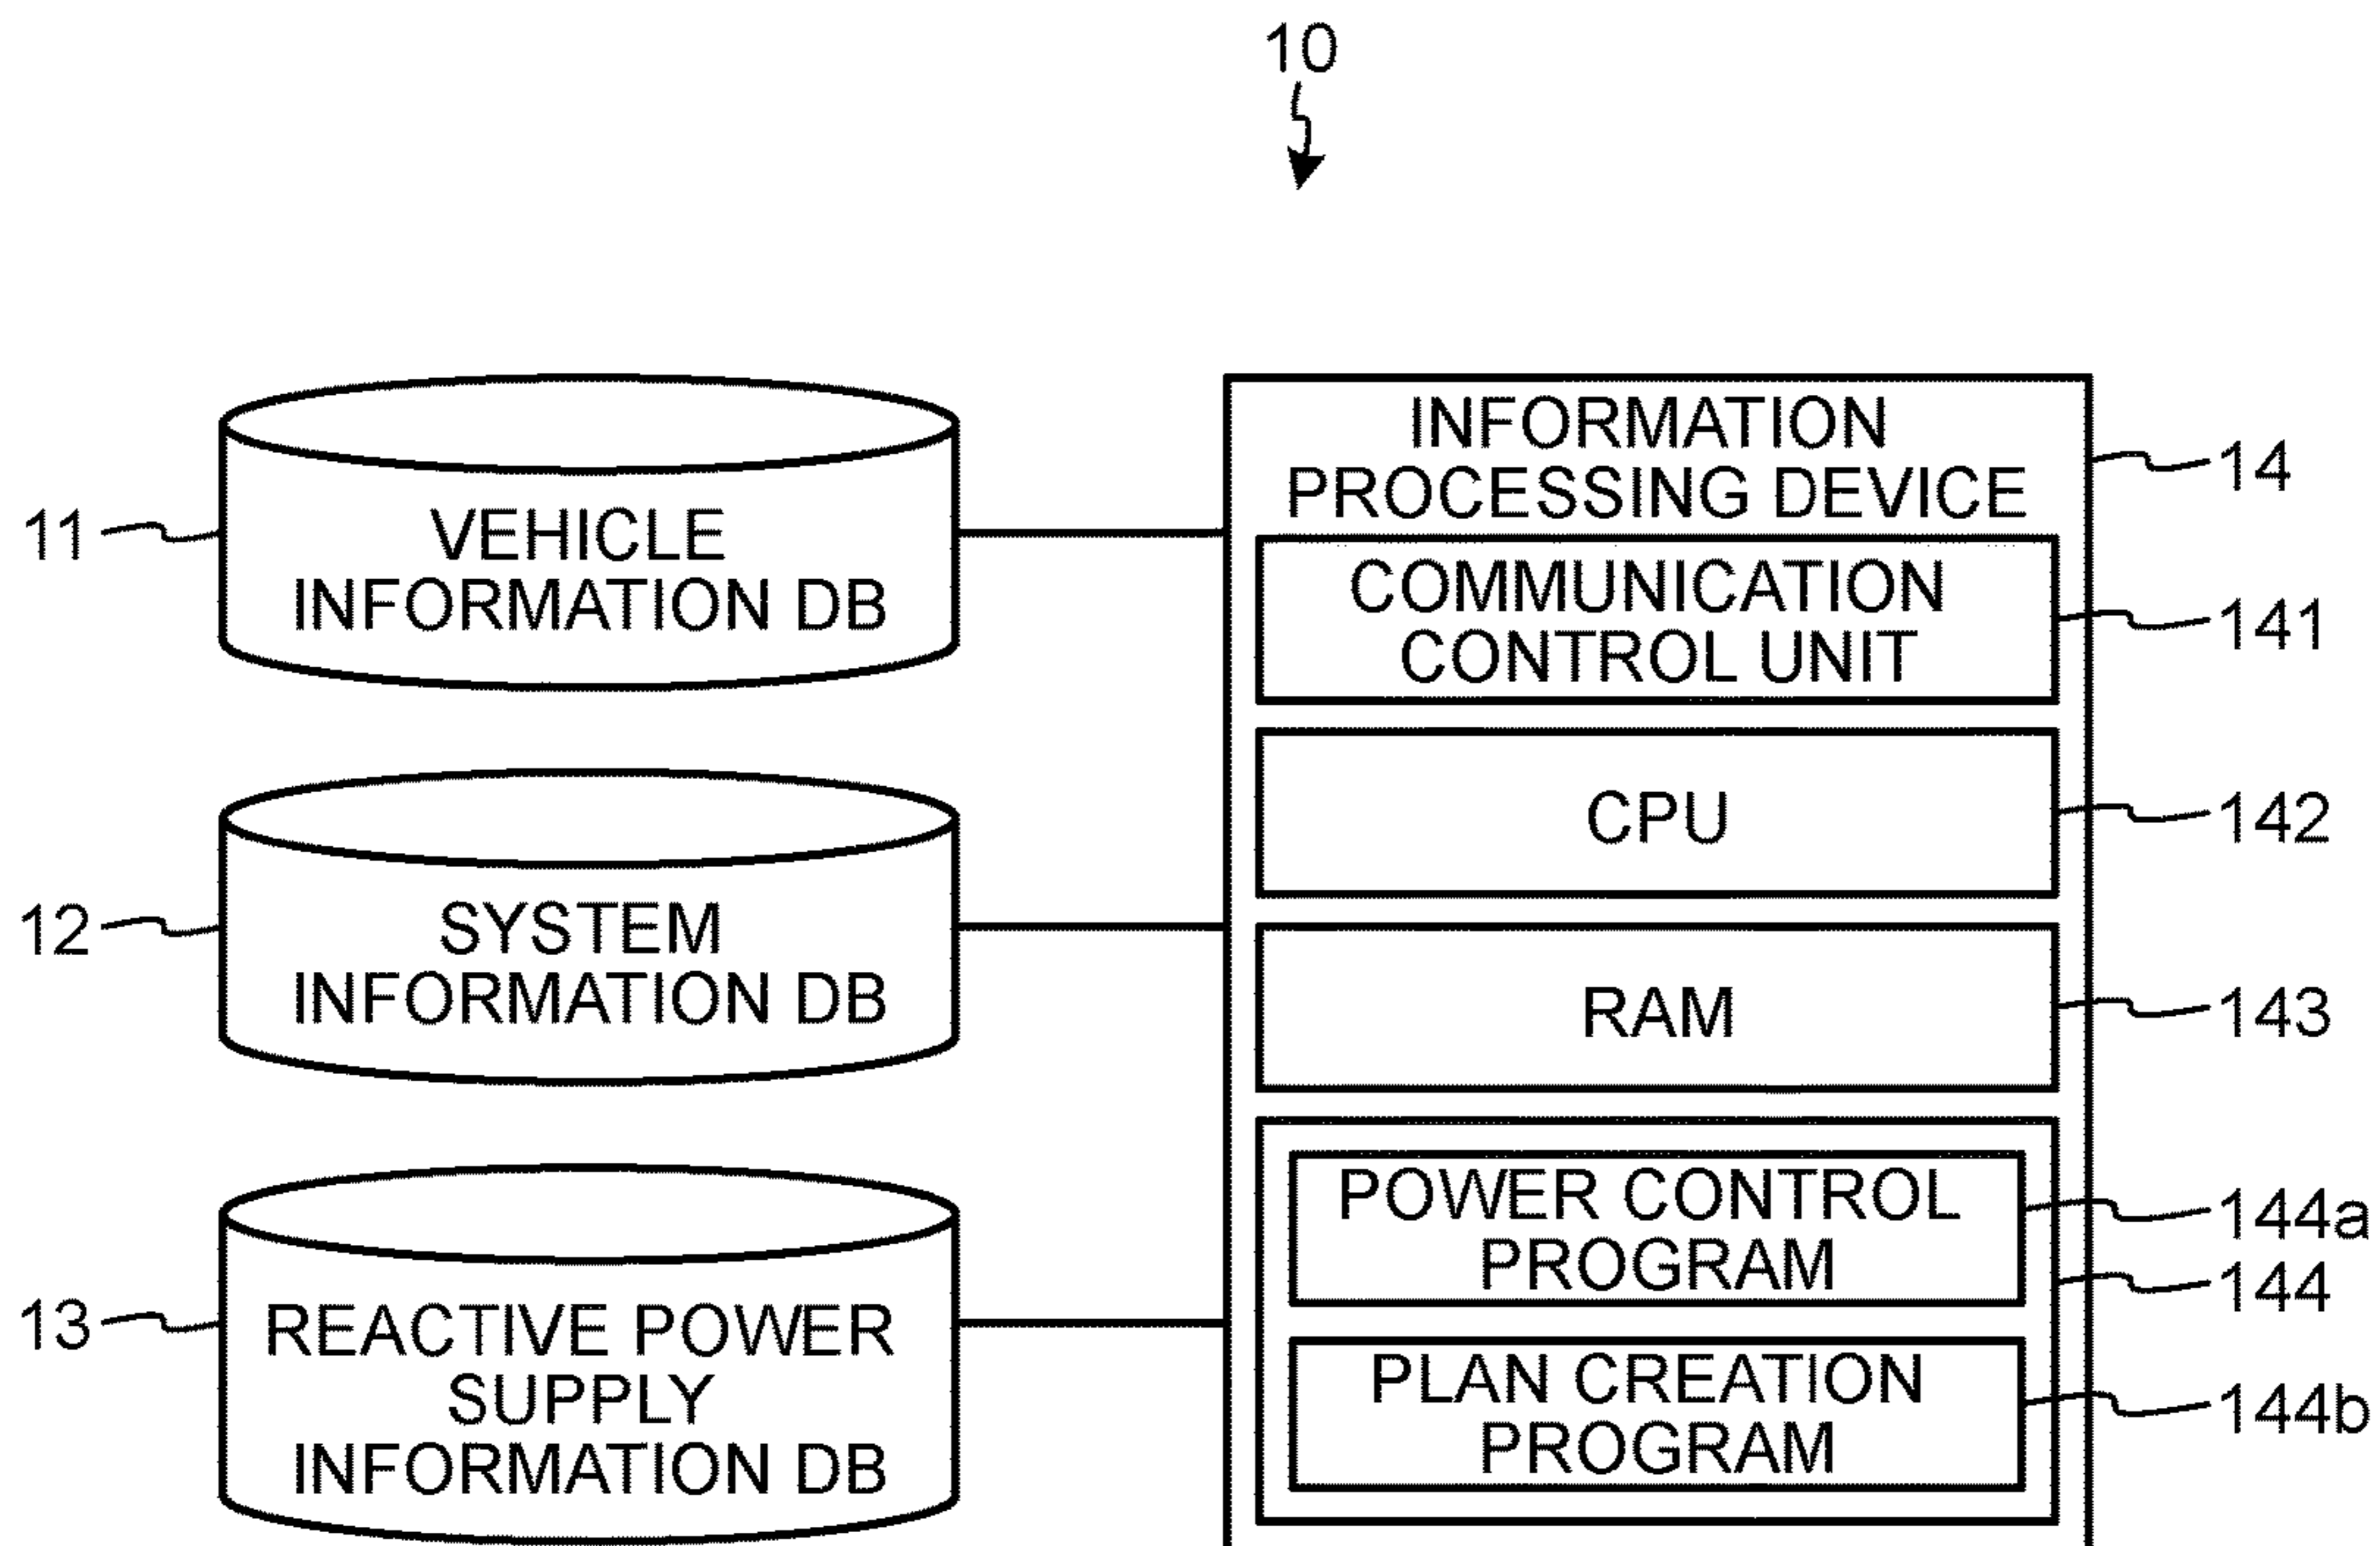 10
11
VEHICLE
INFORMATION DB
12
SYSTEM
INFORMATION DB
13
REACTIVE POWER
SUPPLY
INFORMATION DB
INFORMATION
PROCESSING DEVICE
14
COMMUNICATION
CONTROL UNIT
141
CPU
142
RAM
143
POWER CONTROL
PROGRAM
144a
144
PLAN CREATION
PROGRAM
144b